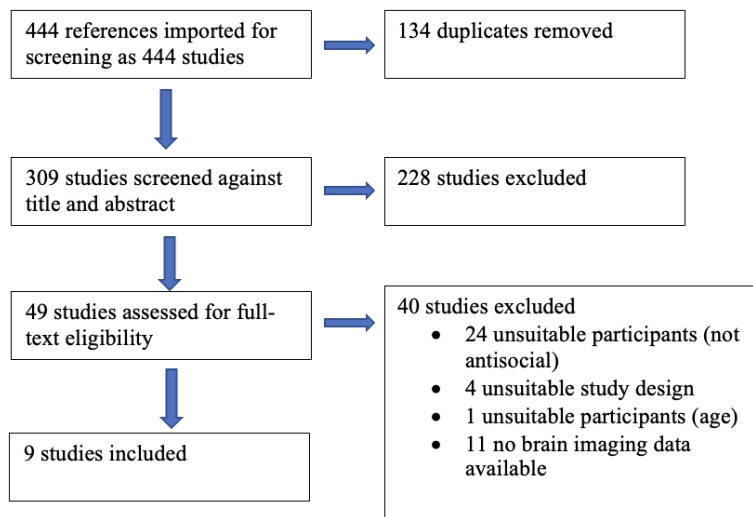 444 references imported for
screening as 444 studies
134 duplicates removed
309 studies screened against
title and abstract
228 studies excluded
49 studies assessed for full-
text eligibility
40 studies excluded
• 24 unsuitable participants (not
antisocial)
• 4 unsuitable study design
• 1 unsuitable participants (age)
• 11 no brain imaging data
available
9 studies included